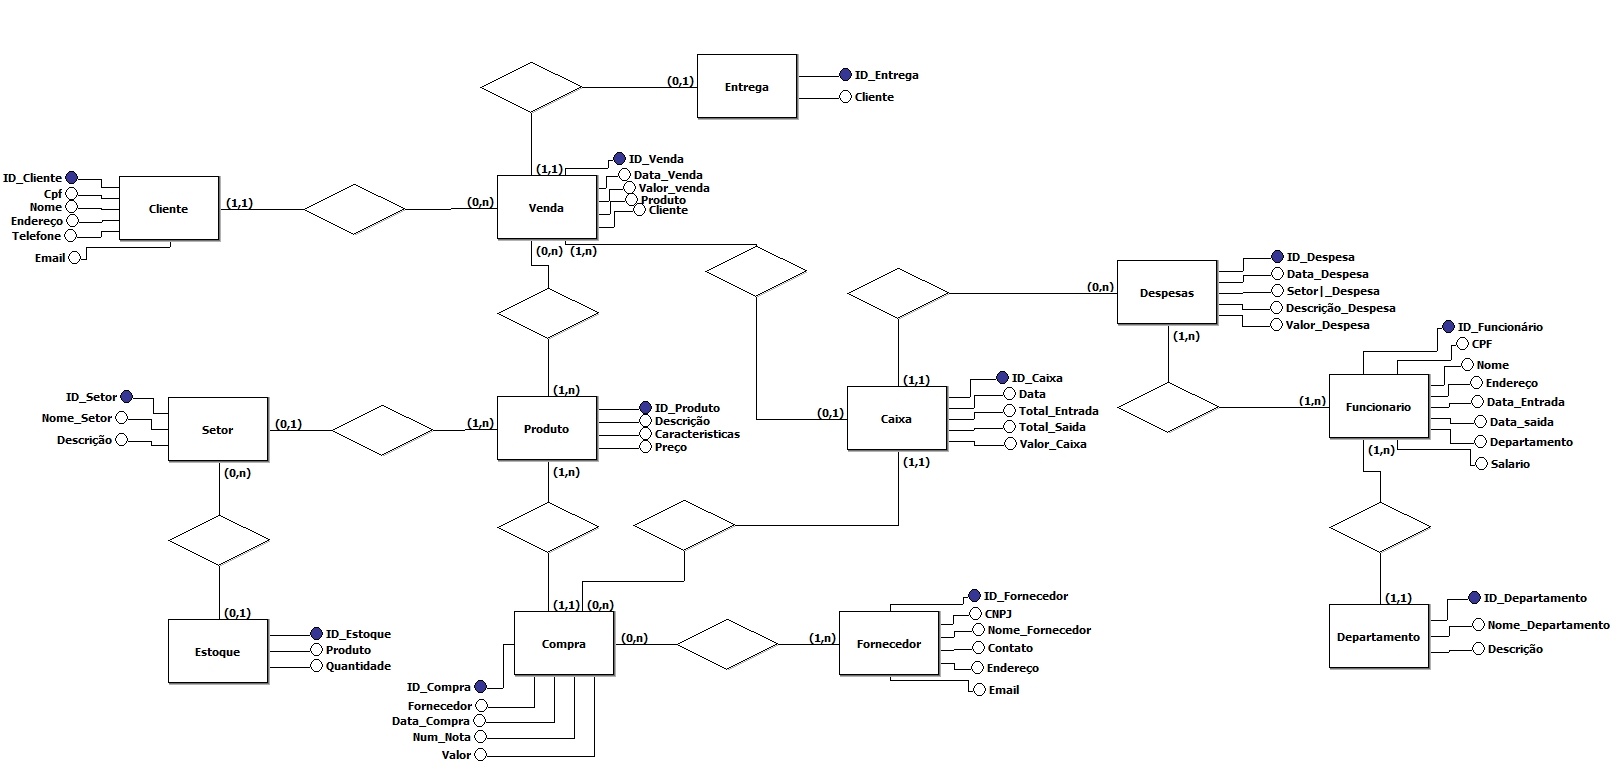 (0,1)
Entrega
ID_Entrega
Cliente
ID_Cliente
Cpf
Nome
Endereço
Telefone
Email
Cliente
(1,1)
(0,n)
(1,1)
Venda
ID_Venda
Data_Venda
Valor_venda
Produto
Cliente
(0,n)
(1,n)
(0,n)
Despesas
ID_Despesa
Data_Despesa
Setor|_Despesa
Descrição_Despesa
Valor_Despesa
(1,n)
ID_Funcionário
CPF
Nome
Endereço
Data_Entrada
Data_saida
Departamento
Salario
(1,n)
Funcionario
(1,n)
ID_Setor
Nome_Setor
Descrição
Setor
(0,1)
(0,n)
(1,n)
(1,n)
Produto
ID_Produto
Descrição
Caracteristicas
Preço
(1,n)
(1,1)
(0,1)
Caixa
ID_Caixa
Data
Total_Entrada
Total_Saida
Valor_Caixa
(1,1)
(0,1)
Estoque
ID_Estoque
Produto
Quantidade
(1,1)
(0,n)
Compra
(0,n)
ID_Compra
Fornecedor
Data_Compra
Num_Nota
Valor
(1,n)
Fornecedor
ID_Fornecedor
CNPJ
Nome_Fornecedor
Contato
Endereço
Email
(1,1)
Departamento
ID_Departamento
Nome_Departamento
Descrição